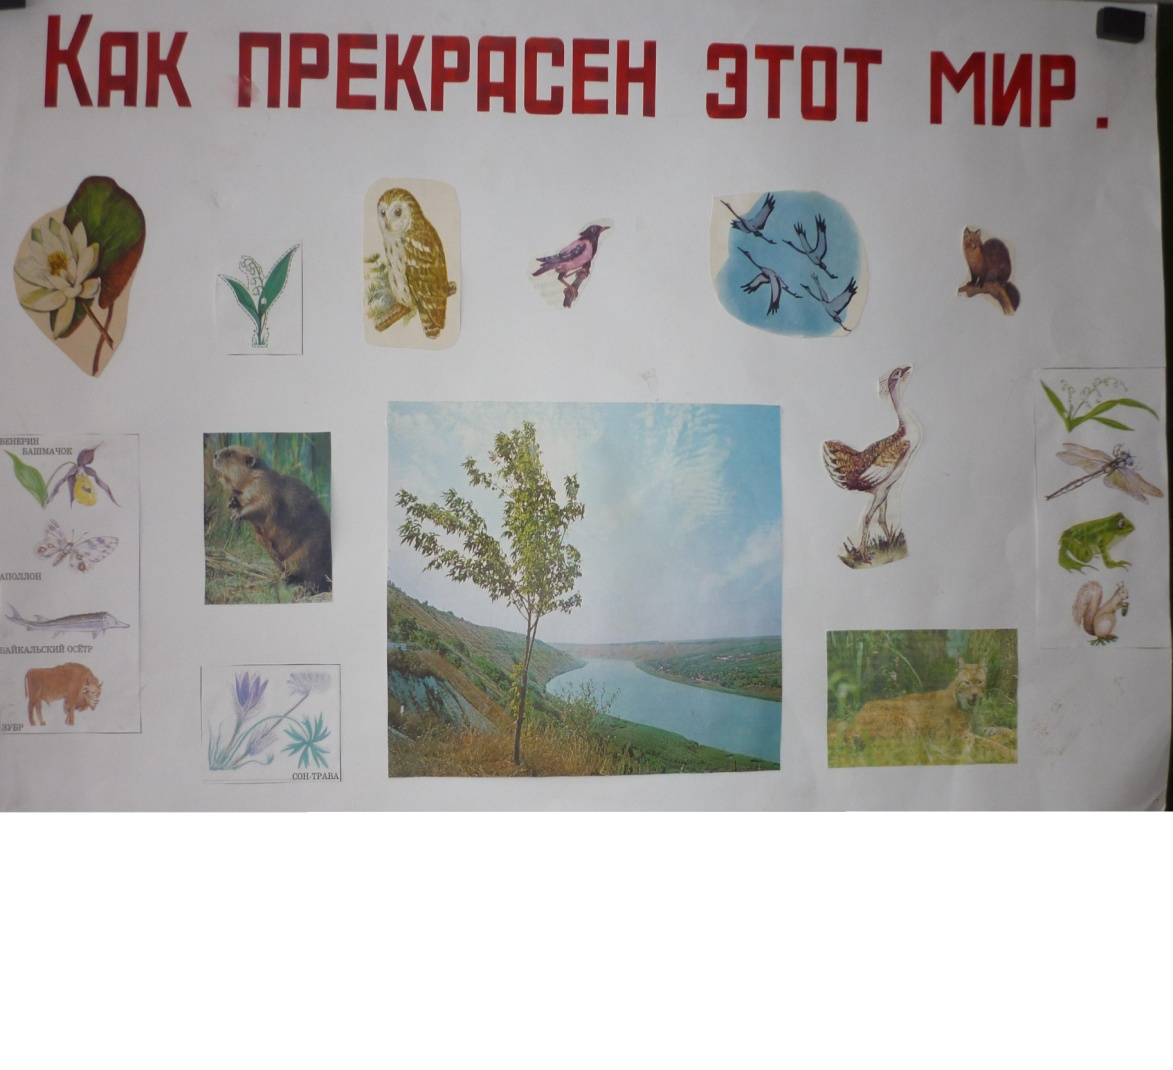 Как прекрасен этот мир.
ВЕНЕРИН
БАШМАЧОК
АПОЛЛОН
БАЙКАЛЬСКИЙ ОСЁТР
ЗУБР
СОН-ТРАВА